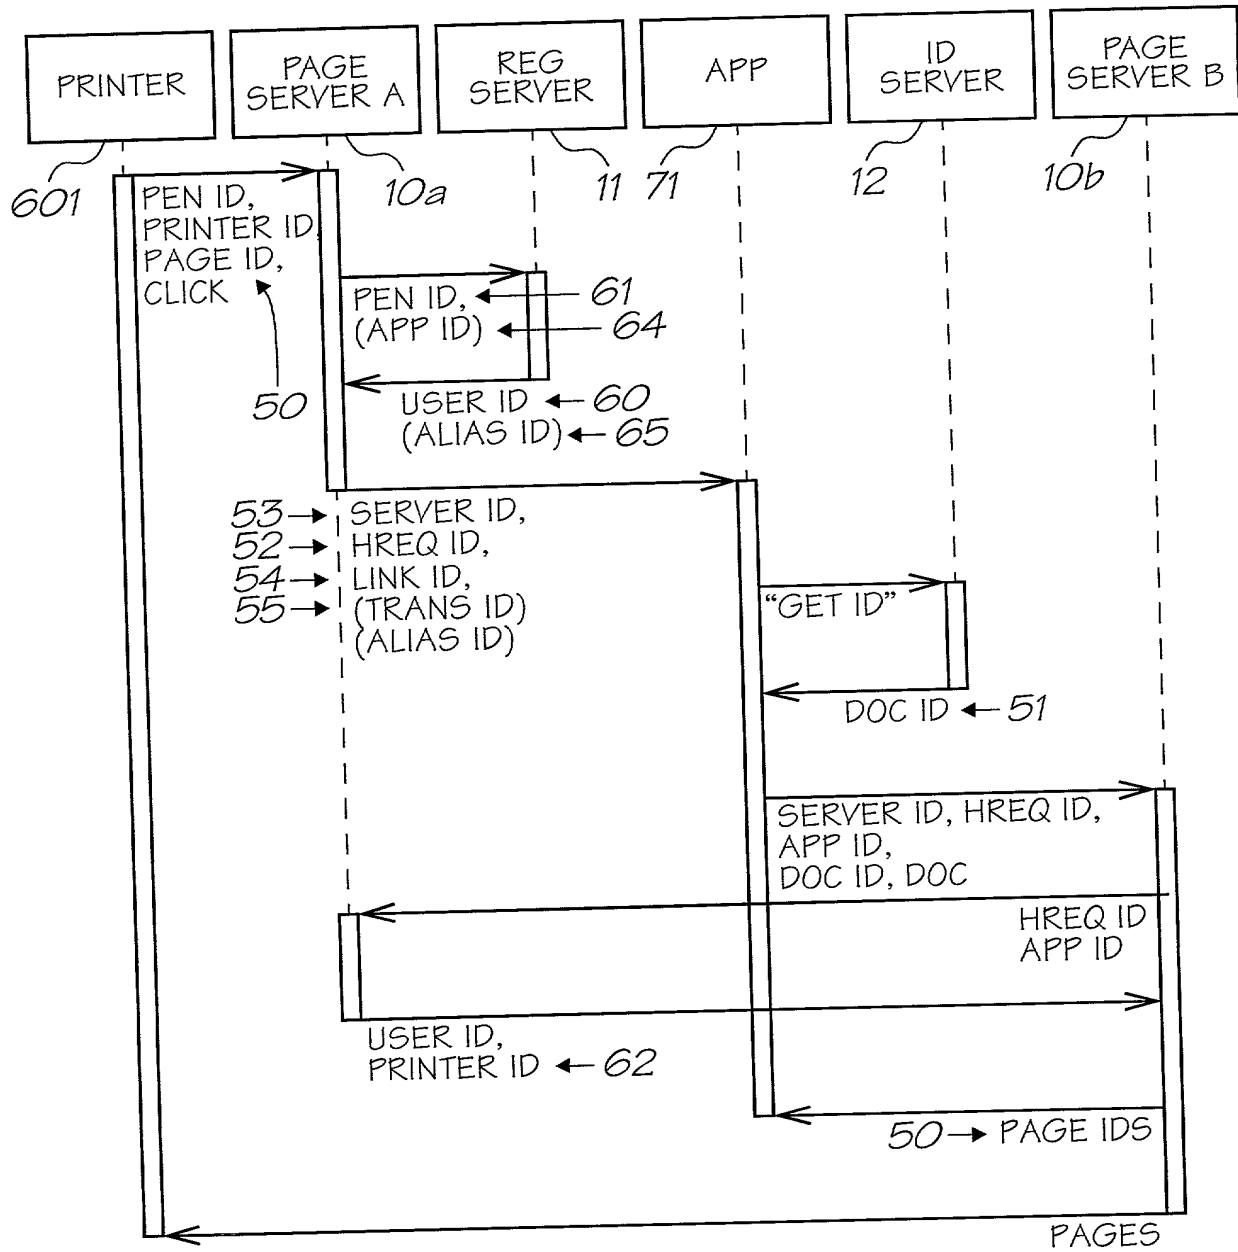 PRINTER
PAGE
SERVER A
REG
SERVER
APP
ID
SERVER
PAGE
SERVER B
601
10a
11
71
12
10b
PEN ID,
PRINTER ID
PAGE ID,
CLICK
50
PEN ID,
61
(APP ID)
64
USER ID
60
(ALIAS ID)
65
53
SERVER ID,
52
HREQ ID,
54
LINK ID,
55
(TRANS ID)
(ALIAS ID)
“GET ID”
DOC ID
51
SERVER ID, HREQ ID,
APP ID,
DOC ID, DOC
HREQ ID
APP ID
USER ID,
PRINTER ID
62
50
PAGE IDS
PAGES